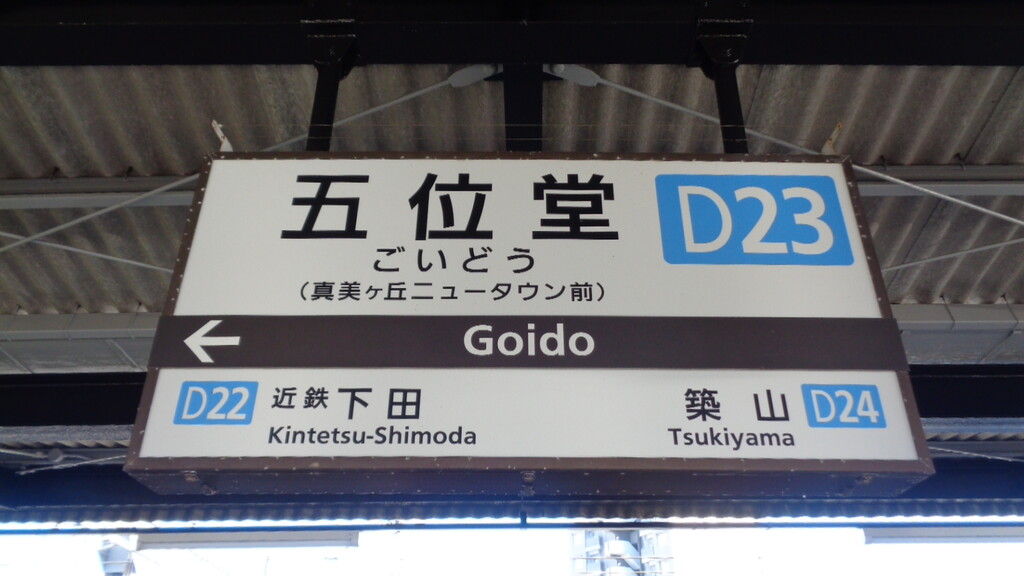 五位堂 D23
ごいどう
（真美ヶ丘ニュータウン前）
← Goido
D22 近鉄下田 築山 D24
Kintetsu-Shimoda Tsukiyama